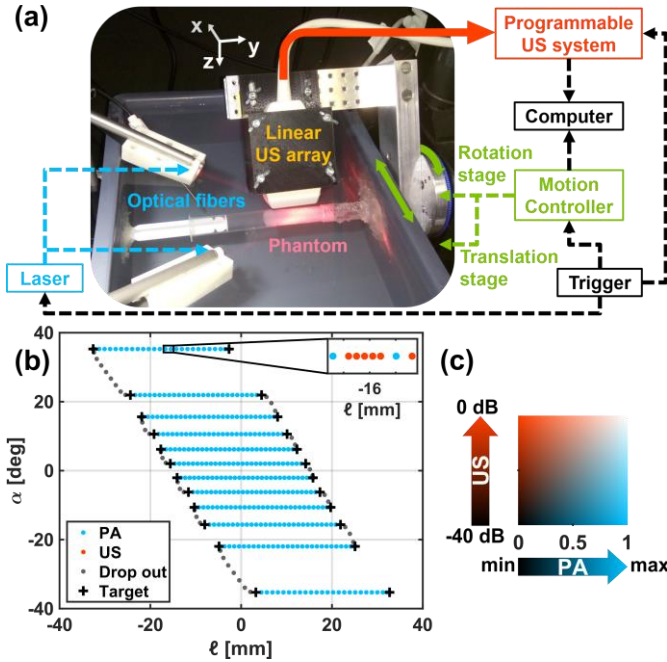 (a)
x
y
z
Programmable
US system
Linear
US array
Computer
Rotation
stage
Optical fibers
Motion
Controller
Phantom
Translation
stage
Laser
Trigger
(b)
40
20
0
-20
-40
α [deg]
-16
ℓ [mm]
PA
US
Drop out
Target
-40
-20
0
20
40
ℓ [mm]
(c)
0 dB
US
-40 dB
0
0.5
1
min
PA
max